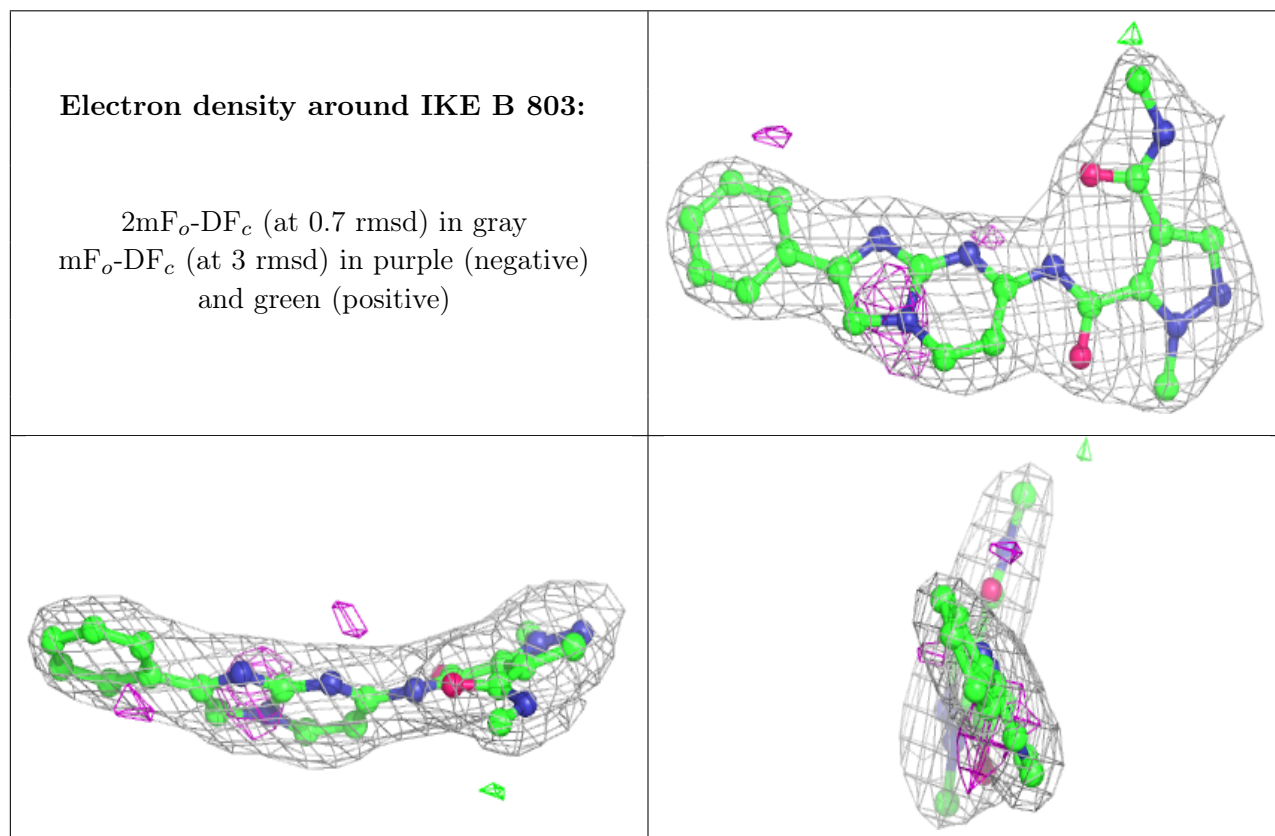 Electron density around IKE B 803:
2mFo-DFc (at 0.7 rmsd) in gray
mFo-DFc (at 3 rmsd) in purple (negative)
and green (positive)